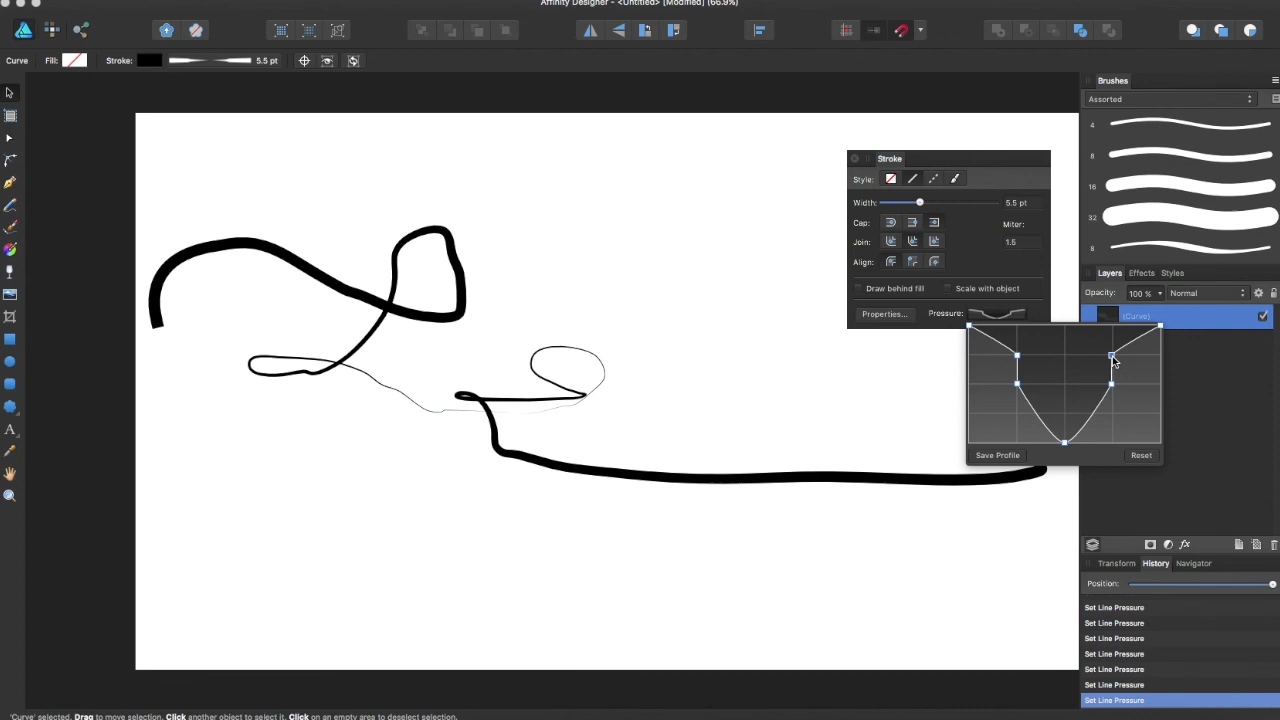 Affinity Designer - <Untitled> [Modified] (66.9%)
Curve Fill: Stroke: 5.5 pt
Brushes
Assorted
4
8
16
32
8
Stroke
Style:
Width: 5.5 pt
Cap: Miter:
Join: 1.5
Align:
Draw behind fill Scale with object
Properties... Pressure:
Save Profile Reset
Layers Effects Styles
Opacity: 100 % Normal
(Curve)
fx
Transform History Navigator
Position:
Set Line Pressure
Set Line Pressure
Set Line Pressure
Set Line Pressure
Set Line Pressure
Set Line Pressure
Set Line Pressure
'Curve' selected. Drag to move selection. Click another object to select it. Click on an empty area to deselect selection.